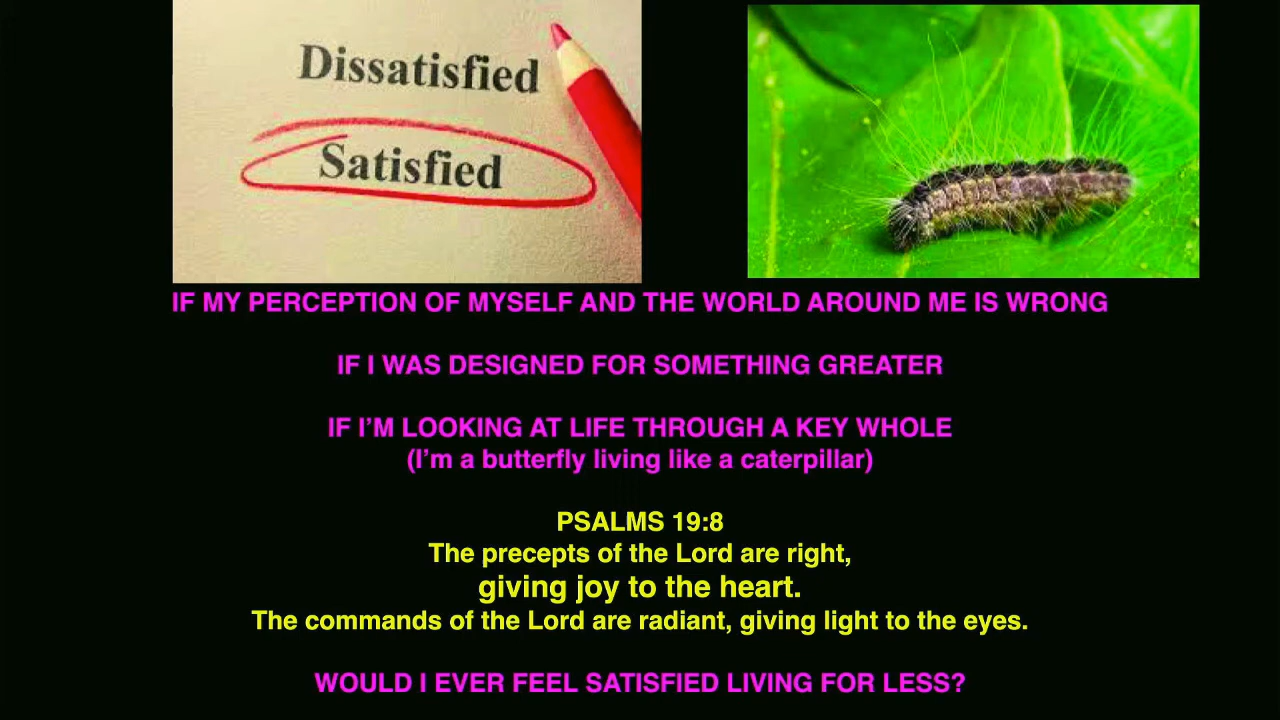 Dissatisfied
Satisfied
IF MY PERCEPTION OF MYSELF AND THE WORLD AROUND ME IS WRONG
IF I WAS DESIGNED FOR SOMETHING GREATER
IF I'M LOOKING AT LIFE THROUGH A KEY WHOLE
(I'm a butterfly living like a caterpillar)
PSALMS 19:8
The precepts of the Lord are right,
giving joy to the heart.
The commands of the Lord are radiant, giving light to the eyes.
WOULD I EVER FEEL SATISFIED LIVING FOR LESS?